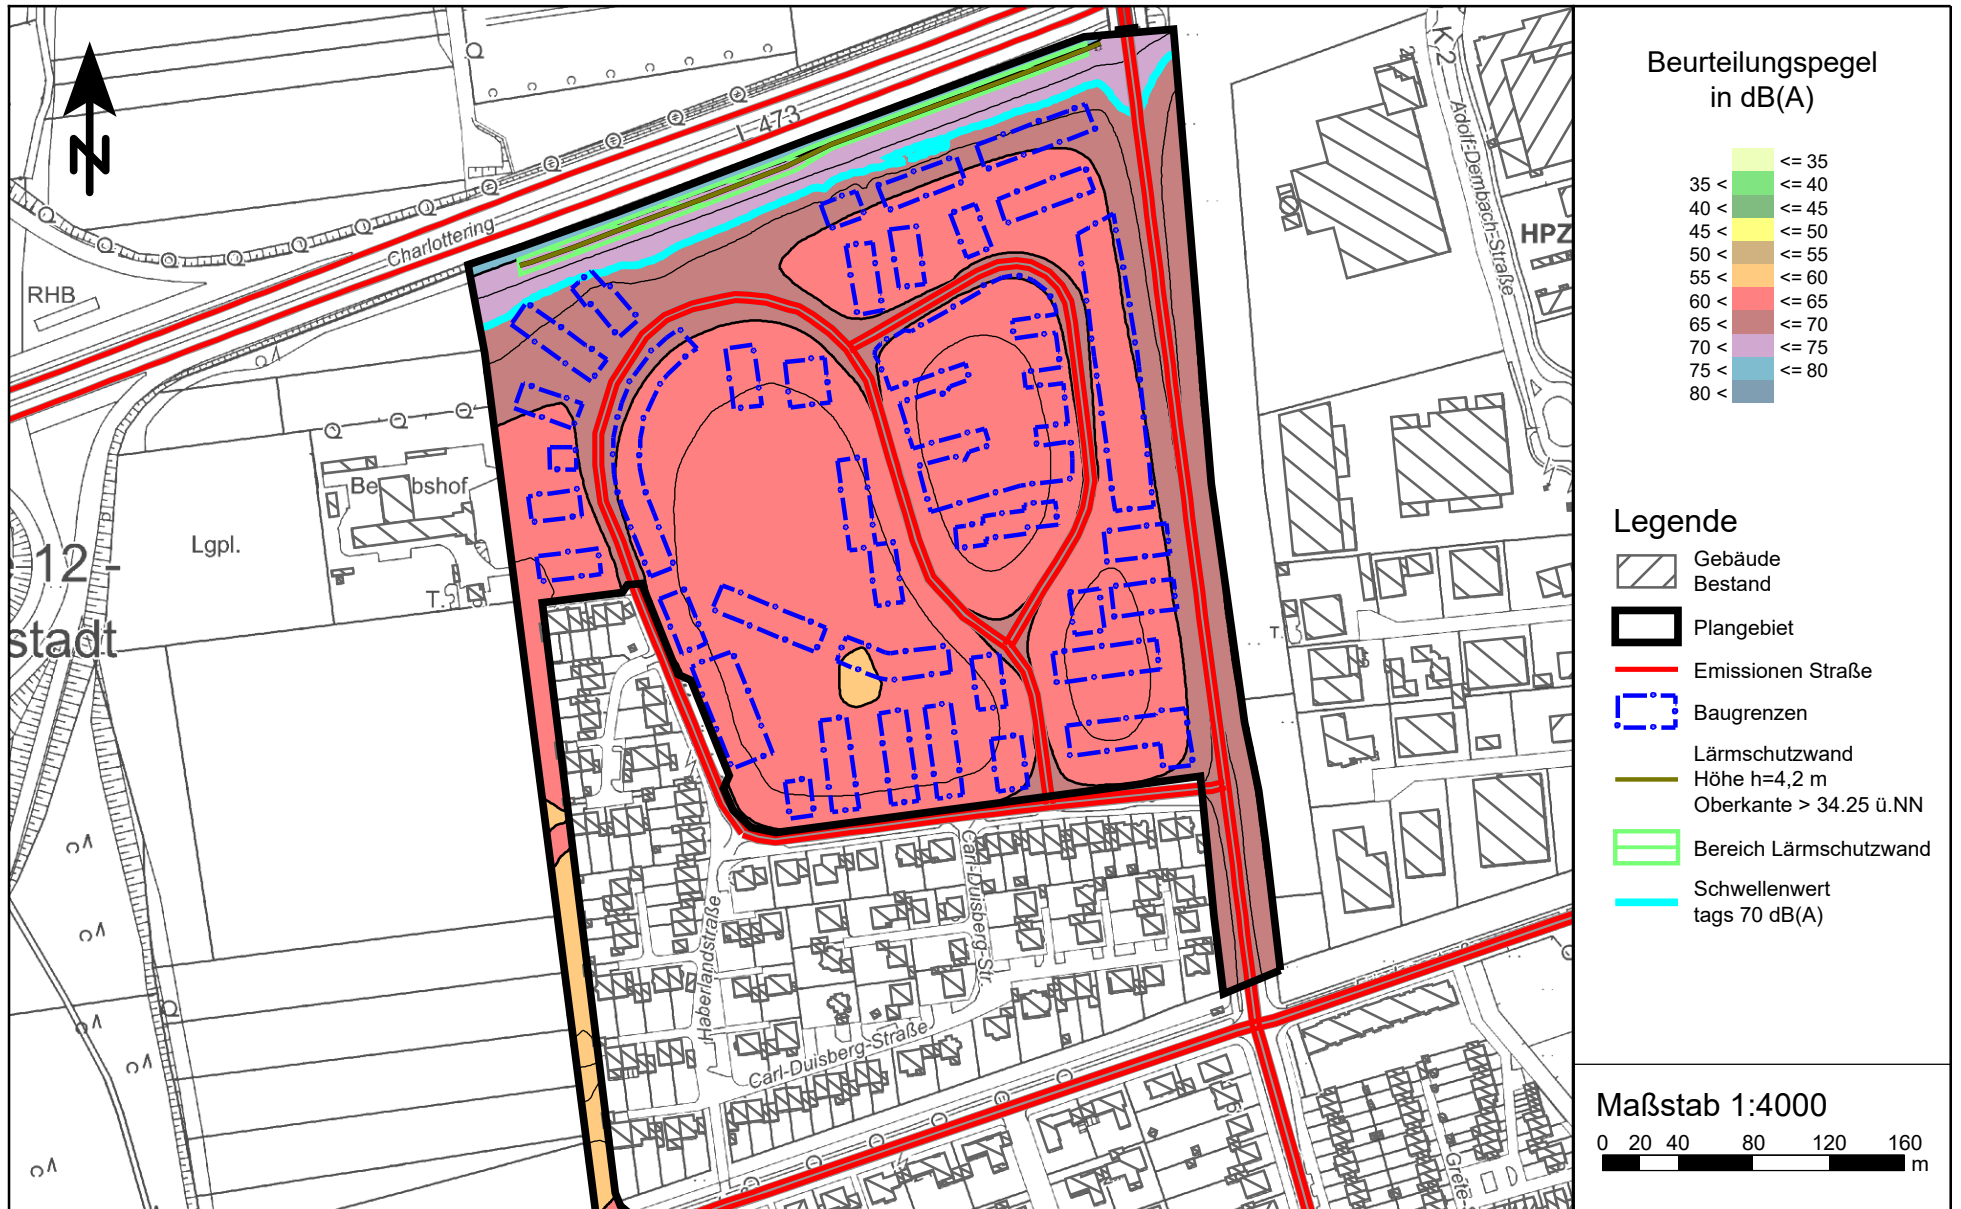 N
L 473
Charlottering
RHB
Lgpl.
12 -
stadt
T.
K 2
Adolf-Dembach-Straße
HPZ
T.
Haberlandstraße
Carl-Duisberg-Str.
Carl-Duisberg-Straße
Grete-
Beurteilungspegel
in dB(A)
<= 35
35 < <= 40
40 < <= 45
45 < <= 50
50 < <= 55
55 < <= 60
60 < <= 65
65 < <= 70
70 < <= 75
75 < <= 80
80 <
Legende
Gebäude
Bestand
Plangebiet
Emissionen Straße
Baugrenzen
Lärmschutzwand
Höhe h=4,2 m
Oberkante > 34.25 ü.NN
Bereich Lärmschutzwand
Schwellenwert
tags 70 dB(A)
Maßstab 1:4000
0 20 40 80 120 160
m